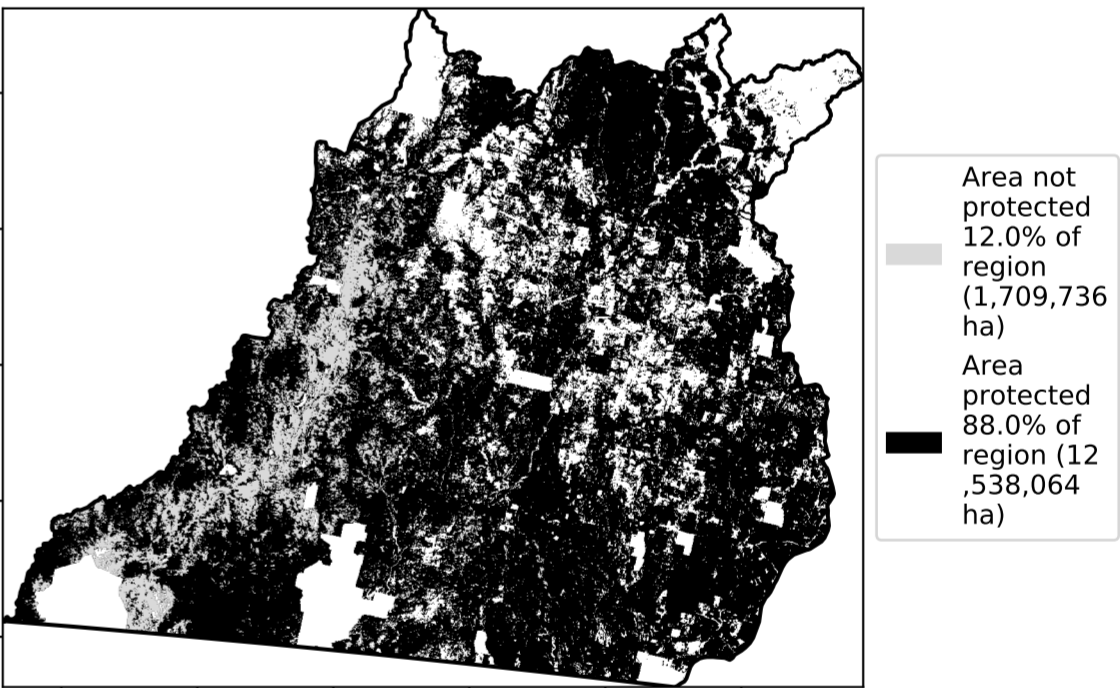 Area not
protected
12.0% of
region
(1,709,736
ha)
Area
protected
88.0% of
region (12
,538,064
ha)